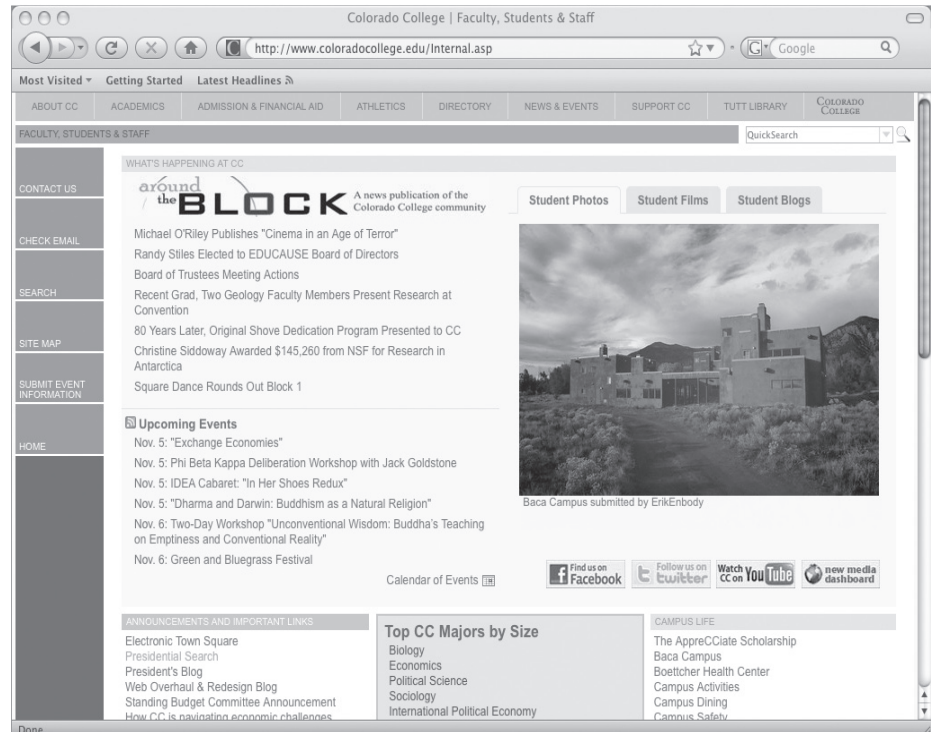 Colorado College | Faculty, Students & Staff
http://www.coloradocollege.edu/Internal.asp
Google
Most Visited Getting Started Latest Headlines
ABOUT CC ACADEMICS ADMISSION & FINANCIAL AID ATHLETICS DIRECTORY NEWS & EVENTS SUPPORT CC TUTT LIBRARY COLORADO
COLLEGE
FACULTY, STUDENTS & STAFF
QuickSearch
CONTACT US
CHECK EMAIL
SEARCH
SITE MAP
SUBMIT EVENT
INFORMATION
HOME
WHAT'S HAPPENING AT CC
around
the BLOCK
A news publication of the
Colorado College community
Michael O'Riley Publishes "Cinema in an Age of Terror"
Randy Stiles Elected to EDUCAUSE Board of Directors
Board of Trustees Meeting Actions
Recent Grad, Two Geology Faculty Members Present Research at
Convention
80 Years Later, Original Shove Dedication Program Presented to CC
Christine Siddoway Awarded $145,260 from NSF for Research in
Antarctica
Square Dance Rounds Out Block 1
Upcoming Events
Nov. 5: "Exchange Economies"
Nov. 5: Phi Beta Kappa Deliberation Workshop with Jack Goldstone
Nov. 5: IDEA Cabaret: "In Her Shoes Redux"
Nov. 5: "Dharma and Darwin: Buddhism as a Natural Religion"
Nov. 6: Two-Day Workshop "Unconventional Wisdom: Buddha's Teaching
on Emptiness and Conventional Reality"
Nov. 6: Green and Bluegrass Festival
Calendar of Events
Student Photos Student Films Student Blogs
Baca Campus submitted by ErikEnbody
Find us on
Facebook
Follow us on
twitter
Watch
CC on YouTube
new media
dashboard
ANNOUNCEMENTS AND IMPORTANT LINKS
Electronic Town Square
Presidential Search
President's Blog
Web Overhaul & Redesign Blog
Standing Budget Committee Announcement
How CC is navigating economic challenges
Top CC Majors by Size
Biology
Economics
Political Science
Sociology
International Political Economy
CAMPUS LIFE
The AppreCCiate Scholarship
Baca Campus
Boettcher Health Center
Campus Activities
Campus Dining
Campus Safety
Done